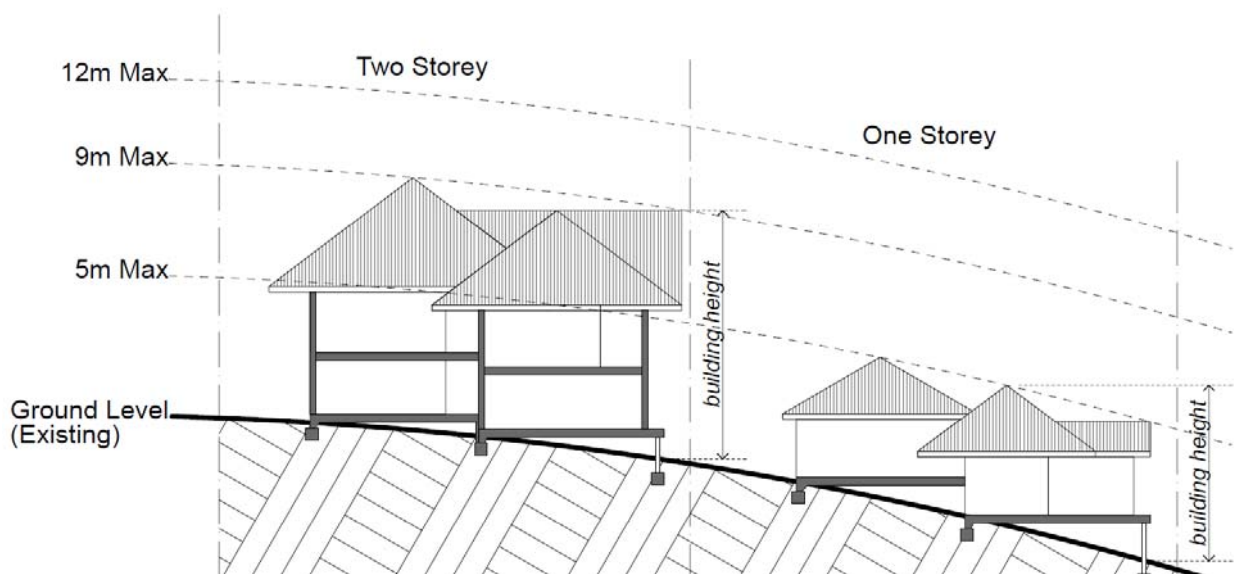 12m Max
Two Storey
One Storey
9m Max
5m Max
building height
Ground Level
(Existing)
building height